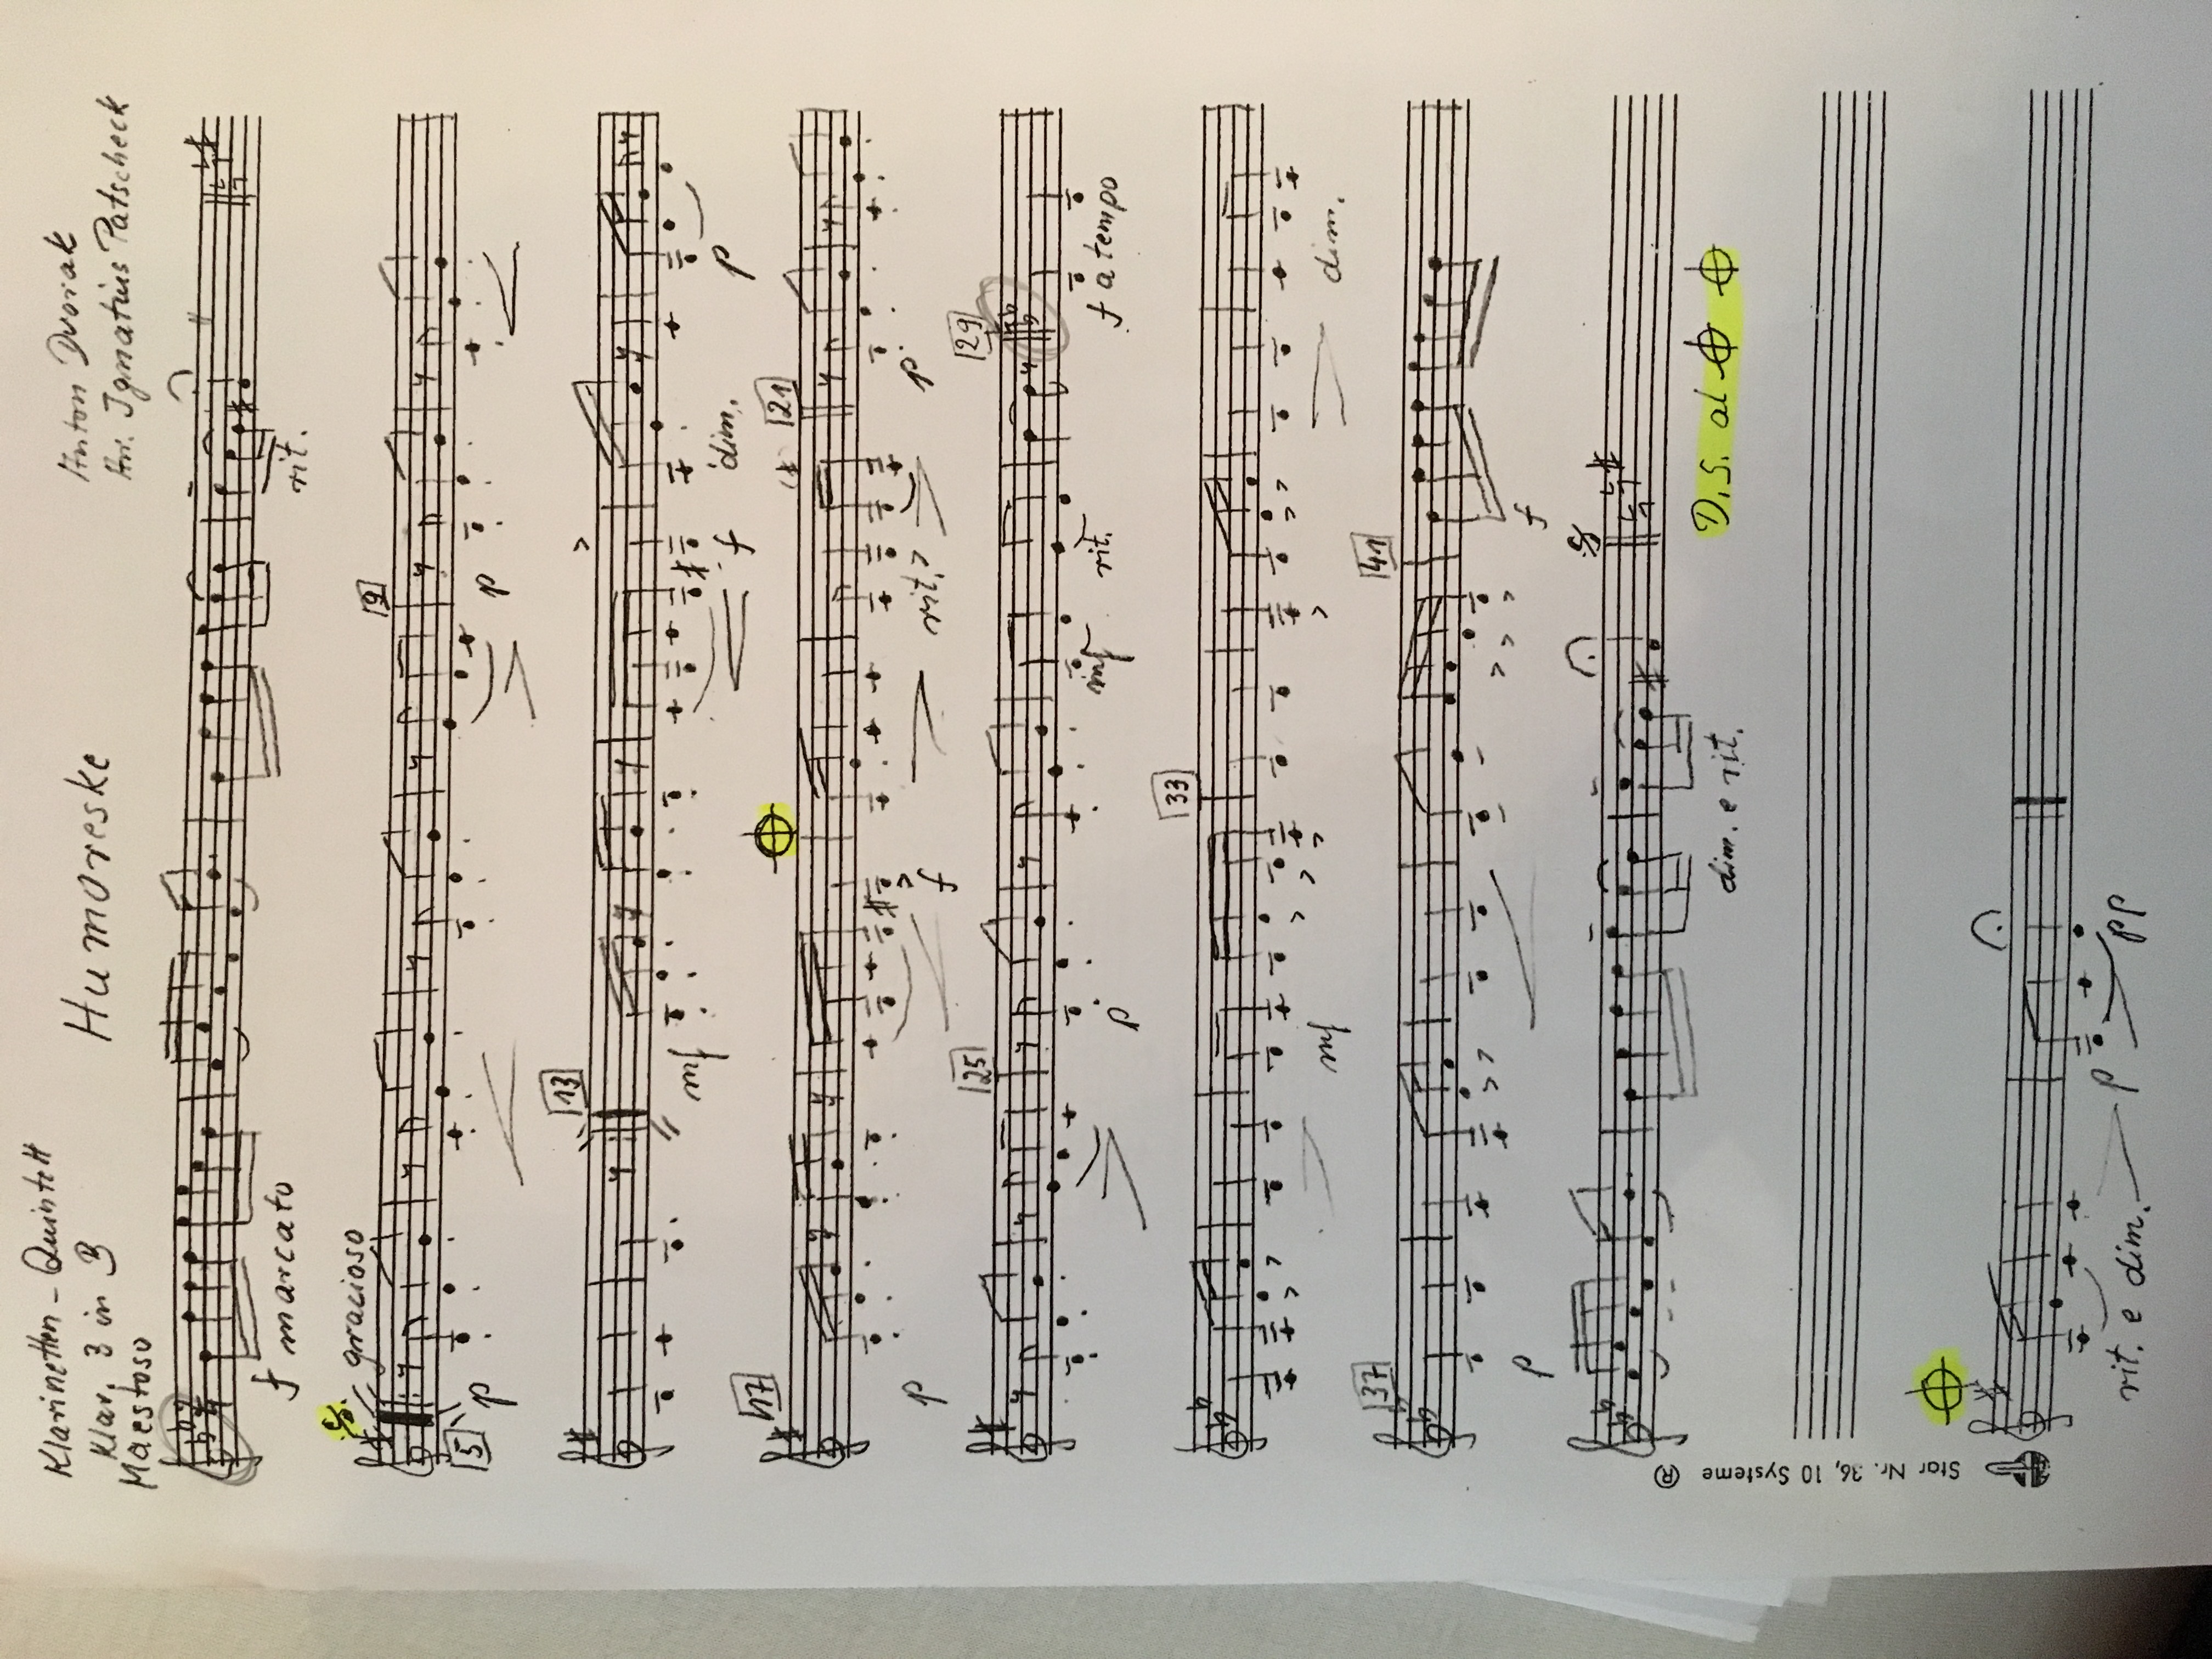 Klarinetten - Quintett
Klar. 3 in B
Maestoso
Humoreske
Anton Dvorak
Arr. Ignatius Patscheck
2
4
f marcato
rit.
gracioso
9
5
p
p
13
mf
f
dim.
p
17
21
p
f
rit.
p
25
29
p
mf
rit.
f a tempo
33
mf
dim.
37
41
p
f
dim. e rit.
D.S. al
Star Nr. 36, 10 Systeme ®
rit. e dim.
p
pp